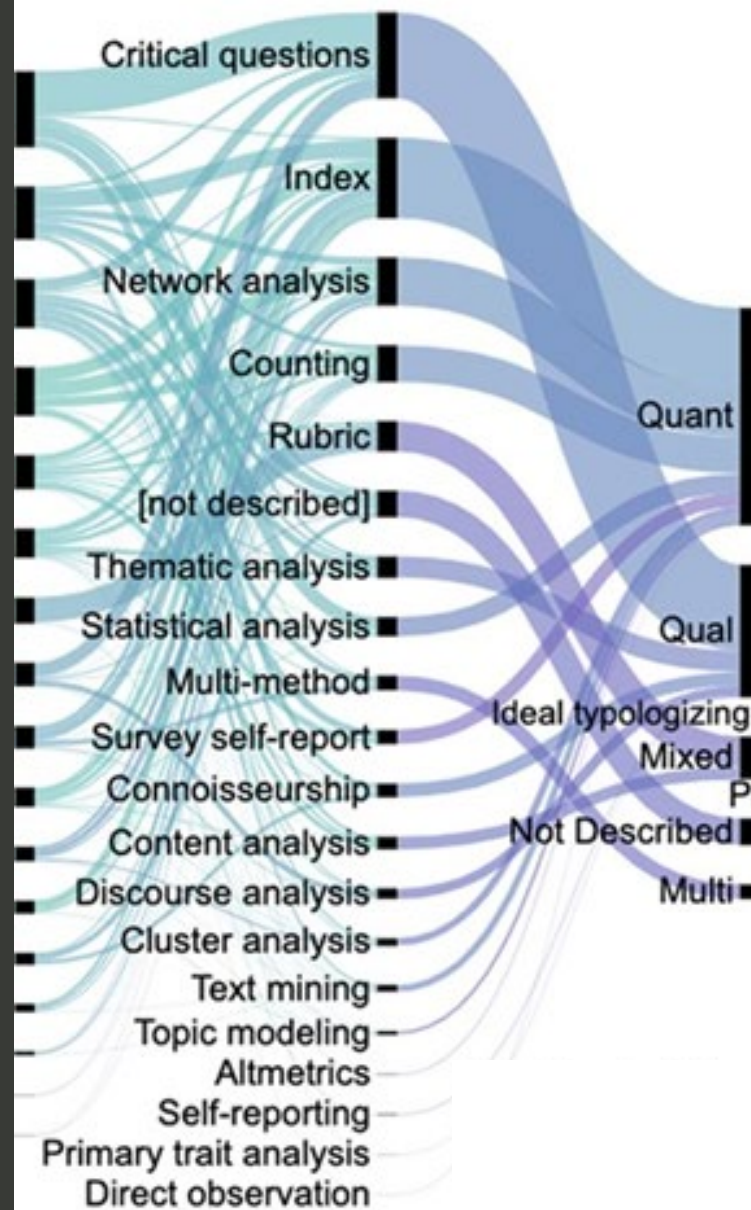 Critical questions
Index
Network analysis
Counting
Rubric
[not described]
Thematic analysis
Statistical analysis
Multi-method
Survey self-report
Connoisseurship
Content analysis
Discourse analysis
Cluster analysis
Text mining
Topic modeling
Altmetrics
Self-reporting
Primary trait analysis
Direct observation
Quant
Qual
Ideal typologizing
Mixed
P
Not Described
Multi